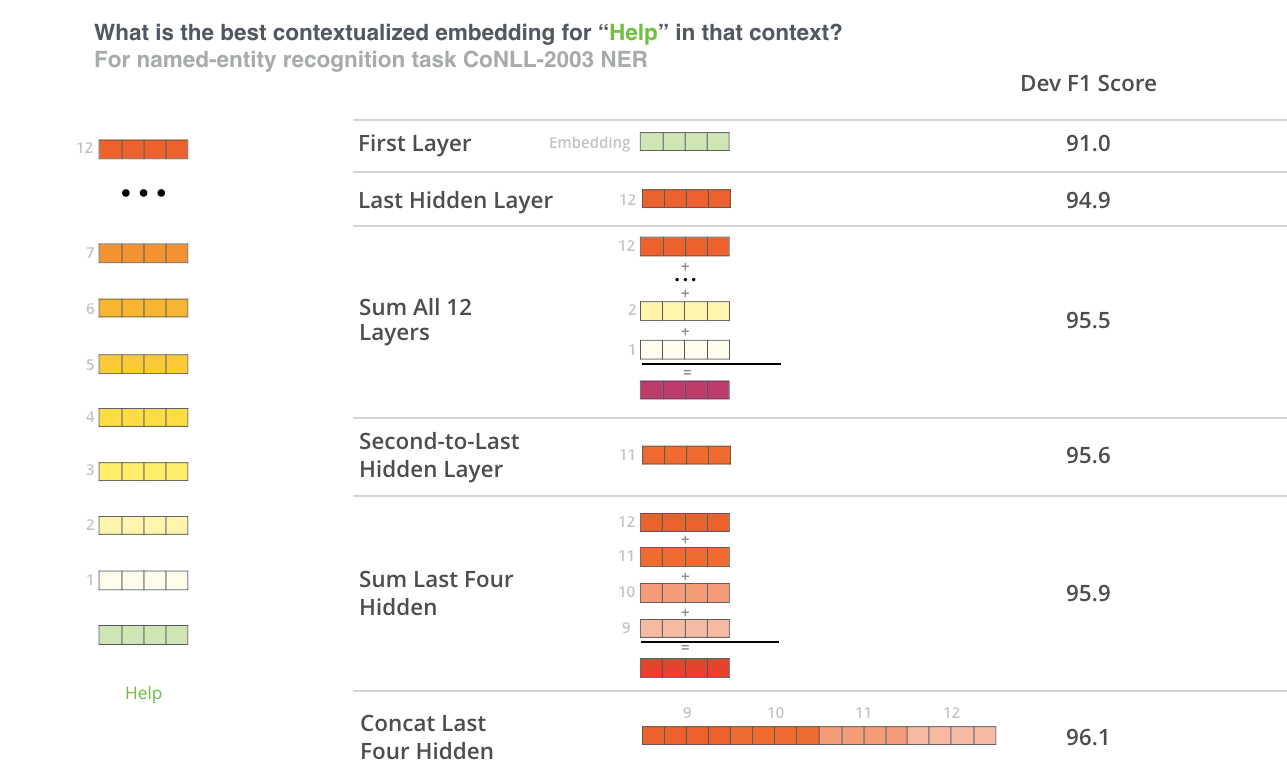 What is the best contextualized embedding for “Help” in that context?
For named-entity recognition task CoNLL-2003 NER
Dev F1 Score
12
• • •
7
6
5
4
3
2
1
Help
First Layer
Embedding
91.0
Last Hidden Layer
12
94.9
Sum All 12
Layers
12
+
• • •
+
2
+
1
=
95.5
Second-to-Last
Hidden Layer
11
95.6
Sum Last Four
Hidden
12
+
11
+
10
+
9
=
95.9
Concat Last
Four Hidden
9 10 11 12
96.1